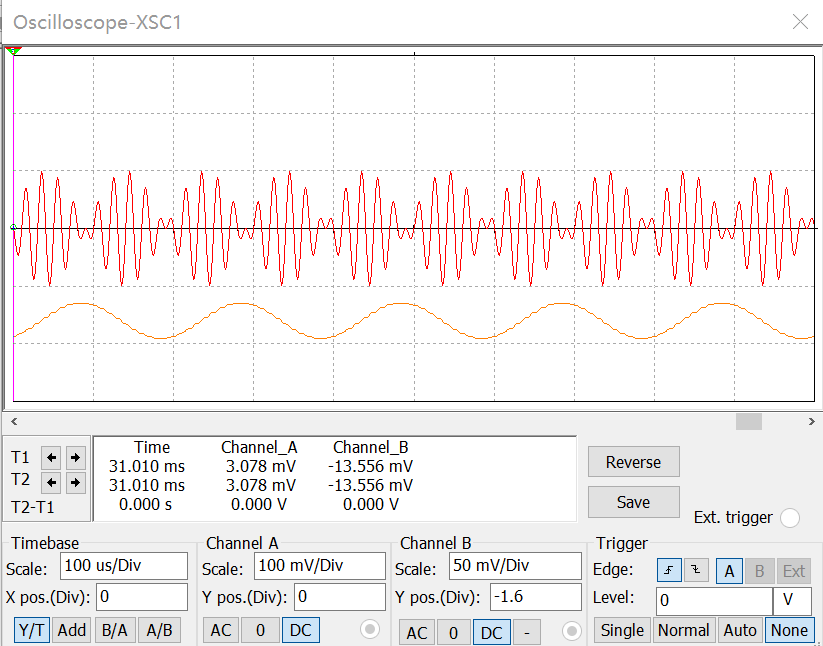 Oscilloscope-XSC1
Time Channel_A Channel_B
T1 31.010 ms 3.078 mV -13.556 mV
T2 31.010 ms 3.078 mV -13.556 mV
T2-T1 0.000 s 0.000 V 0.000 V
Reverse
Save
Ext. trigger
Timebase
Scale: 100 us/Div
X pos.(Div): 0
Y/T Add B/A A/B
Channel A
Scale: 100 mV/Div
Y pos.(Div): 0
AC 0 DC
Channel B
Scale: 50 mV/Div
Y pos.(Div): -1.6
AC 0 DC -
Trigger
Edge: A B Ext
Level: 0 V
Single Normal Auto None